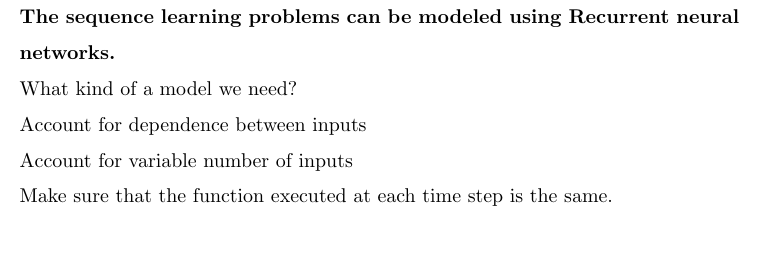 The sequence learning problems can be modeled using Recurrent neural
networks.
What kind of a model we need?
Account for dependence between inputs
Account for variable number of inputs
Make sure that the function executed at each time step is the same.